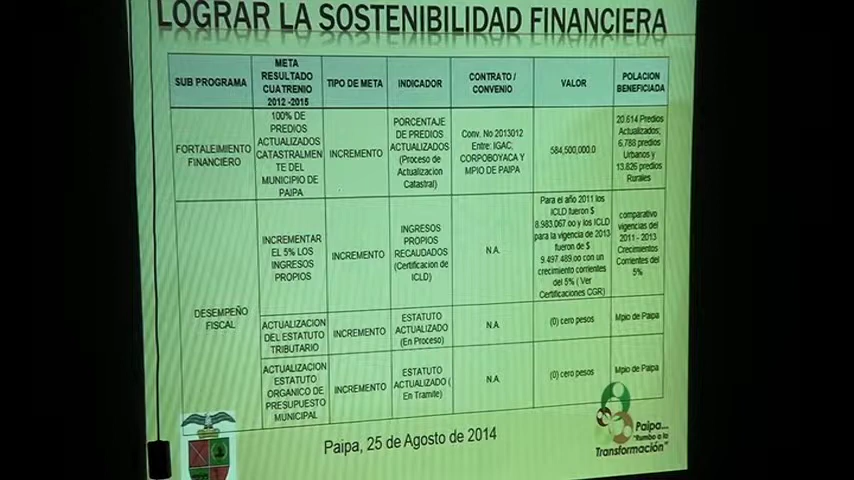 LOGRAR LA SOSTENIBILIDAD FINANCIERA
SUB PROGRAMA
META
RESULTADO
CUATRENIO
2012 -2015
TIPO DE META
INDICADOR
CONTRATO /
CONVENIO
VALOR
POLACION
BENEFICIADA
FORTALEIMIENTO
FINANCIERO
100% DE
PREDIOS
ACTUALIZADOS
CATASTRALMEN
TE DEL
MUNICIPIO DE
PAIPA
INCREMENTO
PORCENTAJE
DE PREDIOS
ACTUALIZADOS
(Proceso de
Actualizacion
Catastral)
Conv. No 2013012
Entre: IGAC;
CORPOBOYACA Y
MPIO DE PAIPA
584,500,000.0
20.614 Predios
Actualizados;
6,788 predios
Urbanos y
13.826 predios
Rurales
DESEMPEÑO
FISCAL
INCREMENTAR
EL 5% LOS
INGRESOS
PROPIOS
INCREMENTO
INGRESOS
PROPIOS
RECAUDADOS
(Certificacion de
ICLD)
N.A.
Para el año 2011 los
ICLD fueron $
8.983.067.oo y los ICLD
para la vigencia de 2013
fueron de $
9.497.489.oo con un
crecimiento corrientes
del 5% ( Ver
Certificaciones CGR)
comparativo
vigencias del
2011 - 2013
Crecimientos
Corrientes del
5%
ACTUALIZACION
DEL ESTATUTO
TRIBUTARIO
INCREMENTO
ESTATUTO
ACTUALIZADO
(En Proceso)
N.A.
(0) cero pesos
Mpio de Paipa
ACTUALIZACION
ESTATUTO
ORGANICO DE
PRESUPUESTO
MUNICIPAL
INCREMENTO
ESTATUTO
ACTUALIZADO (
En Tramite)
N.A.
(0) cero pesos
Mpio de Paipa
Paipa, 25 de Agosto de 2014
Paipa...
"Rumbo a la
Transformación"